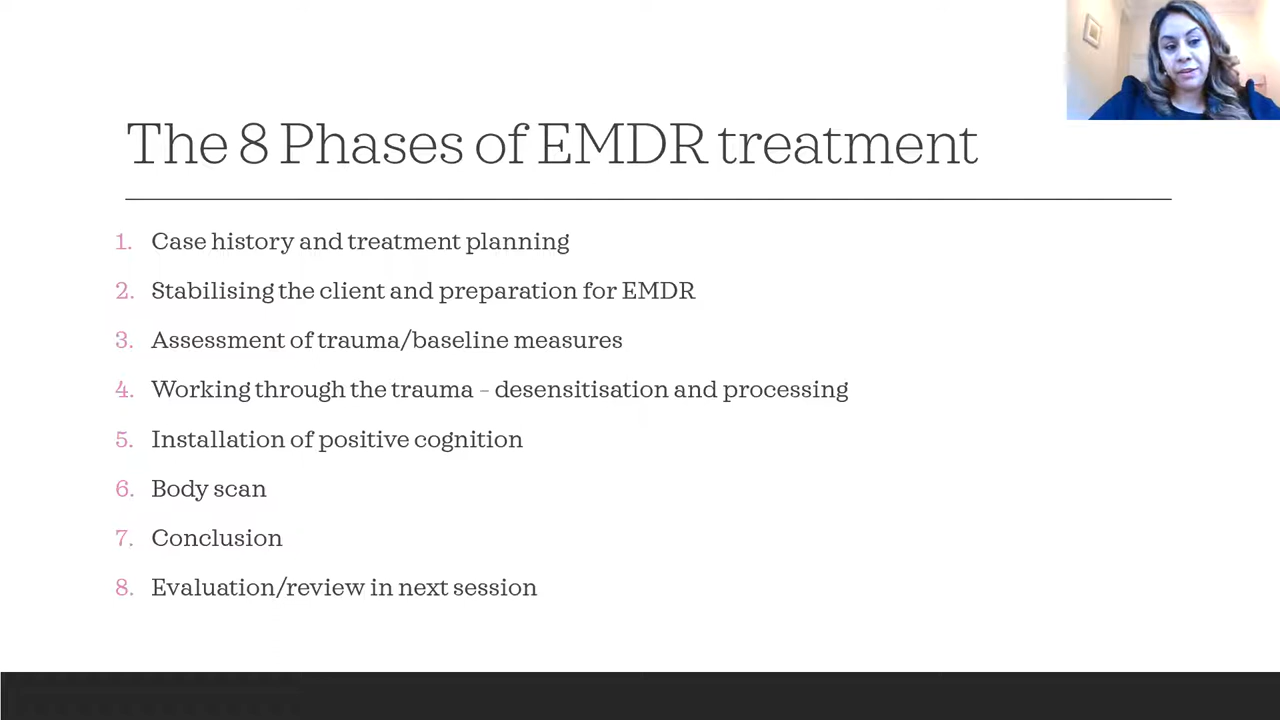 The 8 Phases of EMDR treatment
1. Case history and treatment planning
2. Stabilising the client and preparation for EMDR
3. Assessment of trauma/baseline measures
4. Working through the trauma – desensitisation and processing
5. Installation of positive cognition
6. Body scan
7. Conclusion
8. Evaluation/review in next session